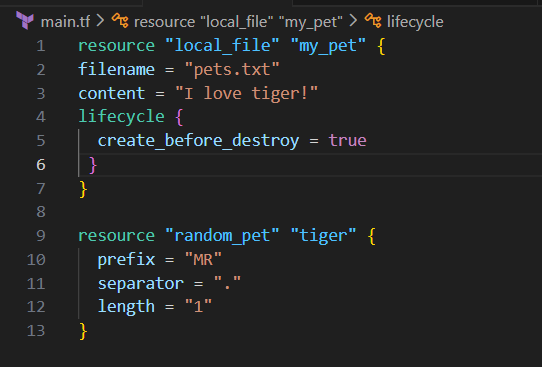 main.tf > resource "local_file" "my_pet" > lifecycle
1 resource "local_file" "my_pet" {
2 filename = "pets.txt"
3 content = "I love tiger!"
4 lifecycle {
5 create_before_destroy = true
6 }
7 }
8
9 resource "random_pet" "tiger" {
10 prefix = "MR"
11 separator = "."
12 length = "1"
13 }